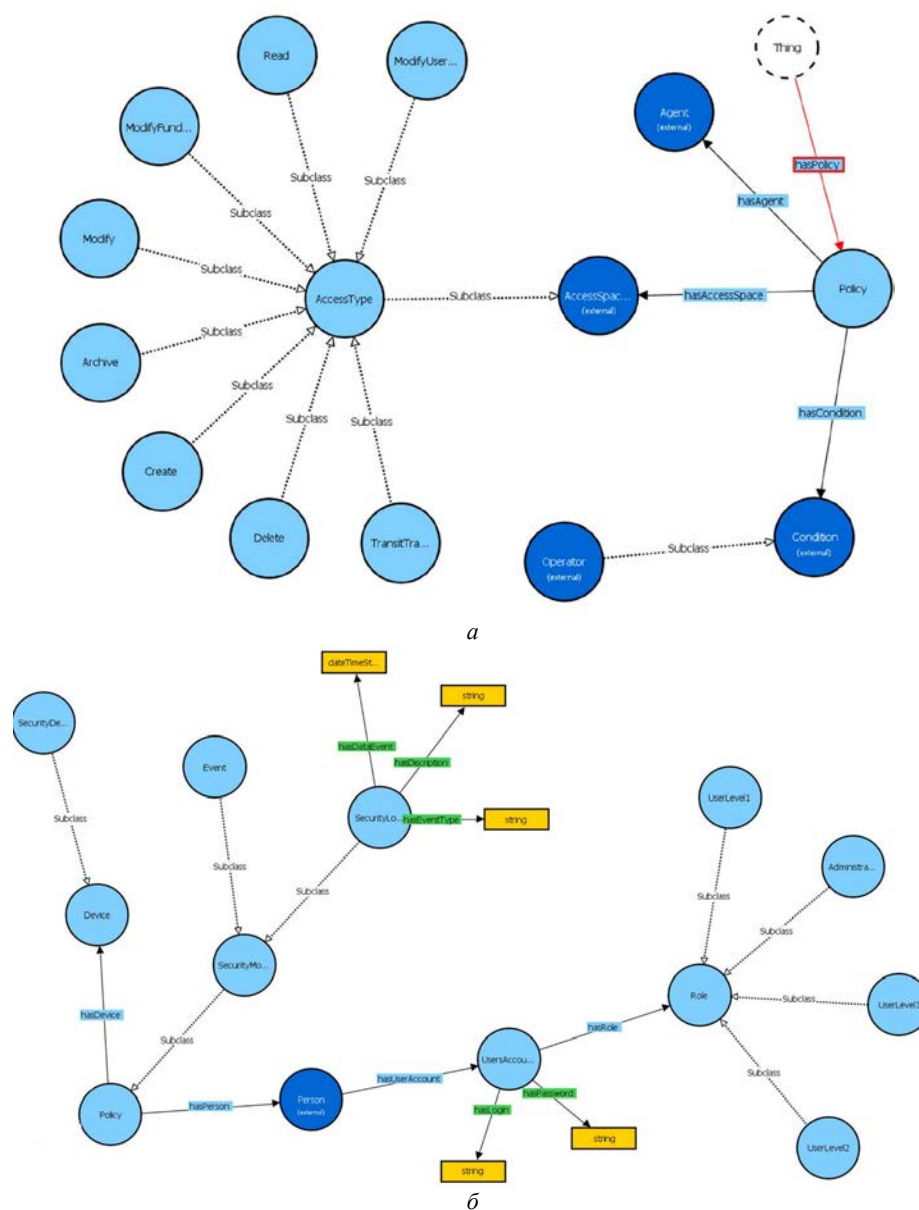 Thing
Read
ModifyUser...
Agent
(external)
ModifyFund...
hasPolicy
Subclass
Subclass
hasAgent
Subclass
Modify
Subclass
AccessType
Subclass
AccessSpac...
(external)
hasAccessSpace
Policy
Subclass
Archive
Subclass
hasCondition
Subclass
Subclass
Create
Delete
TransitTra...
Operator
(external)
Subclass
Condition
(external)
а
dateTimeSt...
string
SecurityDe...
hasDataEvent
hasDiscription
Event
UserLevel1
SecurityLo...
hasEventType
string
Subclass
Subclass
Subclass
Administra...
Subclass
Device
Subclass
SecurityMo...
Role
Subclass
UserLevel3
hasDevice
hasRole
Subclass
UsersAccou...
hasUserAccount
Subclass
Policy
hasPerson
Person
(external)
hasPassword
hasLogin
string
UserLevel2
string
б